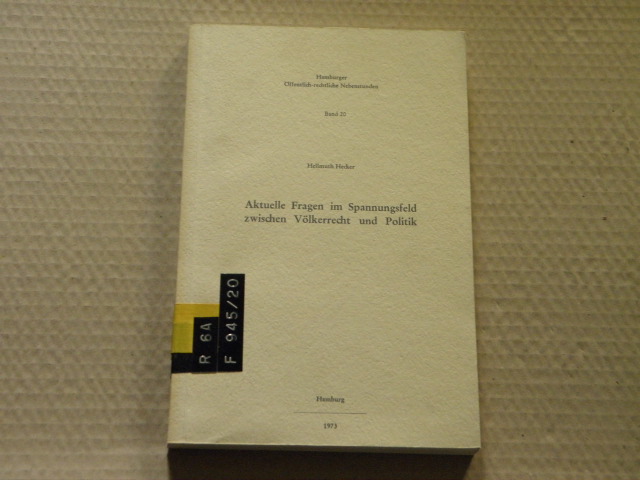 Hamburger
Öffentlich-rechtliche Nebenstunden
Band 20
Hellmuth Hecker
Aktuelle Fragen im Spannungsfeld
zwischen Völkerrecht und Politik
R 6A
F 945/20
Hamburg
1973